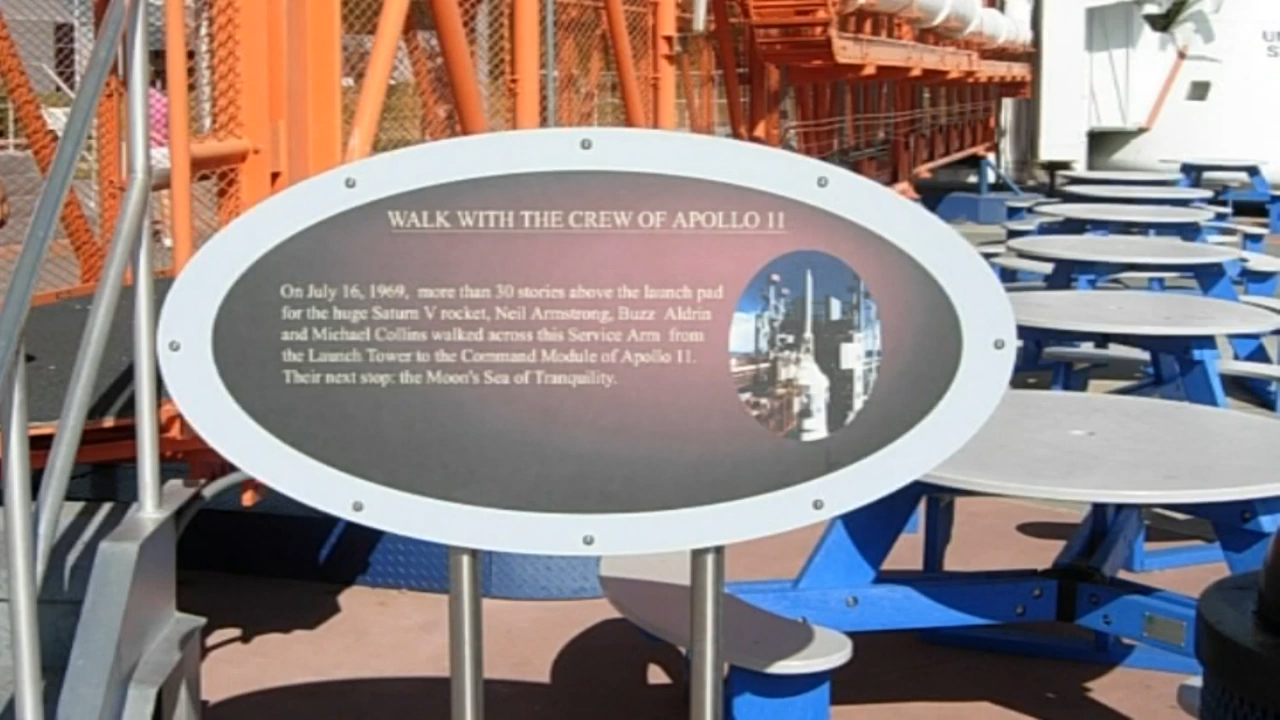 WALK WITH THE CREW OF APOLLO 11
On July 16, 1969, more than 30 stories above the launch pad
for the huge Saturn V rocket, Neil Armstrong, Buzz Aldrin
and Michael Collins walked across this Service Arm from
the Launch Tower to the Command Module of Apollo 11.
Their next stop: the Moon's Sea of Tranquility.